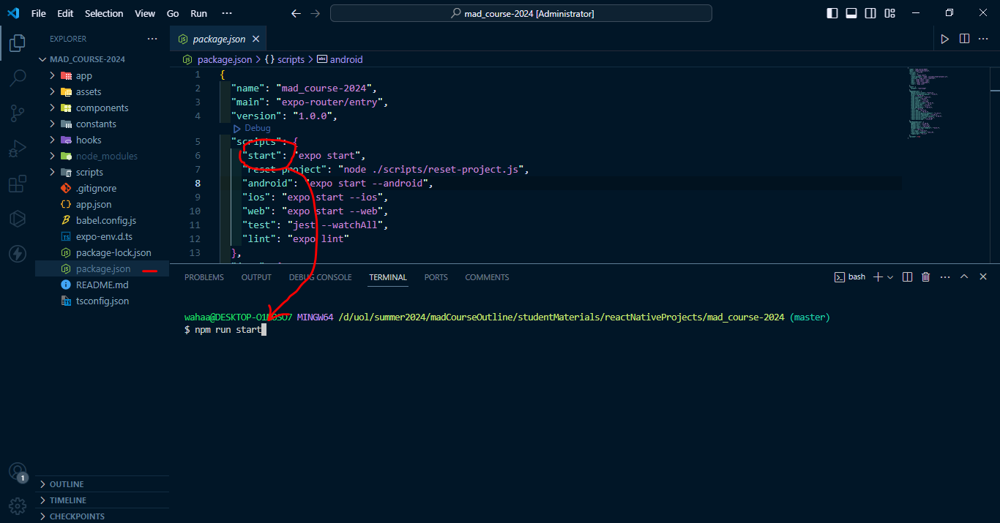 File Edit Selection View Go Run ··· mad_course-2024 [Administrator]
EXPLORER ···
MAD_COURSE-2024
app
assets
components
constants
hooks
node_modules
scripts
.gitignore
app.json
babel.config.js
expo-env.d.ts
package-lock.json
package.json
README.md
tsconfig.json
OUTLINE
TIMELINE
CHECKPOINTS
1
package.json
package.json > {} scripts > abc android
1 {
2 "name": "mad_course-2024",
3 "main": "expo-router/entry",
4 "version": "1.0.0",
Debug
5 "scripts": {
6 "start": "expo start",
7 "reset-project": "node ./scripts/reset-project.js",
8 "android": "expo start --android",
9 "ios": "expo start --ios",
10 "web": "expo start --web",
11 "test": "jest --watchAll",
12 "lint": "expo lint"
13 },
PROBLEMS OUTPUT DEBUG CONSOLE TERMINAL PORTS COMMENTS bash
MINGW64 /d/uol/summer2024/madCourseOutline/studentMaterials/reactNativeProjects/mad_course-2024 (master)
$ npm run start